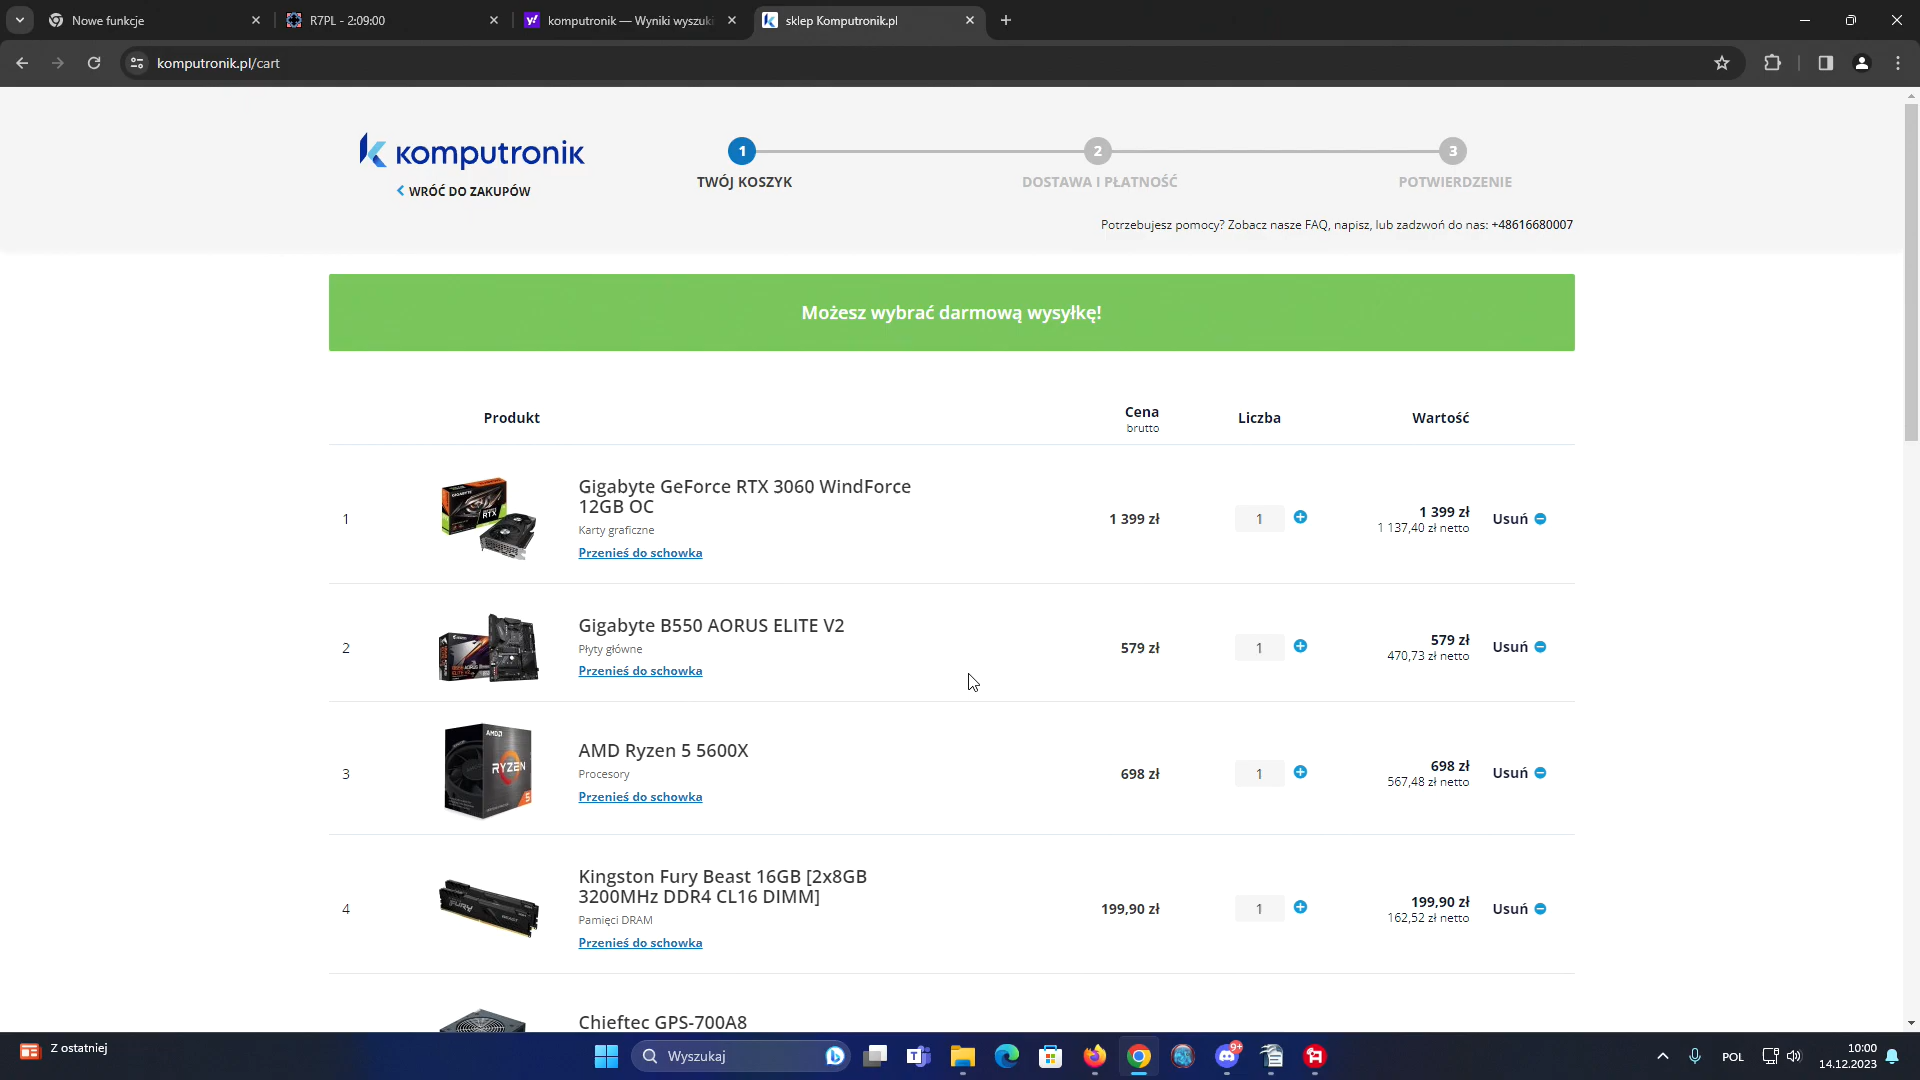 Nowe funkcje
R7PL - 2:09:00
komputronik — Wyniki wyszuki
sklep Komputronik.pl
komputronik.pl/cart
komputronik
WRÓĆ DO ZAKUPÓW
1
2
3
TWÓJ KOSZYK
DOSTAWA I PŁATNOŚĆ
POTWIERDZENIE
Potrzebujesz pomocy? Zobacz nasze FAQ, napisz, lub zadzwoń do nas: +48616680007
Możesz wybrać darmową wysyłkę!
Produkt
Cena
brutto
Liczba
Wartość
1
Gigabyte GeForce RTX 3060 WindForce
12GB OC
Karty graficzne
Przenieś do schowka
1 399 zł
1
1 399 zł
1 137,40 zł netto
Usuń
2
Gigabyte B550 AORUS ELITE V2
Płyty główne
Przenieś do schowka
579 zł
1
579 zł
470,73 zł netto
Usuń
3
AMD Ryzen 5 5600X
Procesory
Przenieś do schowka
698 zł
1
698 zł
567,48 zł netto
Usuń
4
Kingston Fury Beast 16GB [2x8GB
3200MHz DDR4 CL16 DIMM]
Pamięci DRAM
Przenieś do schowka
199,90 zł
1
199,90 zł
162,52 zł netto
Usuń
Chieftec GPS-700A8
Z ostatniej
Wyszukaj
9+
POL
10:00
14.12.2023